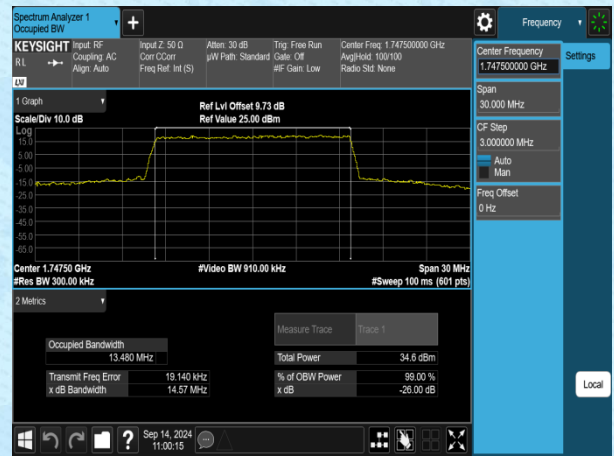 Spectrum Analyzer 1
Occupied BW
Frequency
KEYSIGHT
RL
Input: RF
Coupling: AC
Align: Auto
Input Z: 50 Ω
Corr CCorr
Freq Ref: Int (S)
Atten: 30 dB
µW Path: Standard
Trig: Free Run
Gate: Off
#IF Gain: Low
Center Freq: 1.747500000 GHz
Avg|Hold: 100/100
Radio Std: None
LXI
1 Graph
Scale/Div 10.0 dB
Ref Lvl Offset 9.73 dB
Ref Value 25.00 dBm
Log
15.0
5.00
-5.00
-15.0
-25.0
-35.0
-45.0
-55.0
-65.0
Center 1.74750 GHz
#Res BW 300.00 kHz
#Video BW 910.00 kHz
Span 30 MHz
#Sweep 100 ms (601 pts)
2 Metrics
Measure Trace
Trace 1
Occupied Bandwidth
13.480 MHz
Total Power
34.6 dBm
Transmit Freq Error
19.140 kHz
% of OBW Power
99.00 %
x dB Bandwidth
14.57 MHz
x dB
-26.00 dB
Sep 14, 2024
11:00:15
?
Center Frequency
1.747500000 GHz
Settings
Span
30.000 MHz
CF Step
3.000000 MHz
Auto
Man
Freq Offset
0 Hz
Local